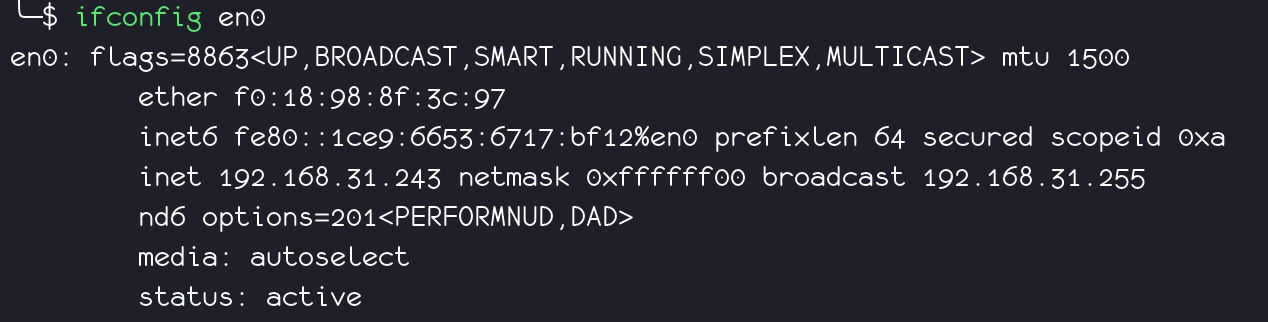 ╰─$ ifconfig en0
en0: flags=8863<UP,BROADCAST,SMART,RUNNING,SIMPLEX,MULTICAST> mtu 1500
ether f0:18:98:8f:3c:97
inet6 fe80::1ce9:6653:6717:bf12%en0 prefixlen 64 secured scopeid 0xa
inet 192.168.31.243 netmask 0xffffff00 broadcast 192.168.31.255
nd6 options=201<PERFORMNUD,DAD>
media: autoselect
status: active